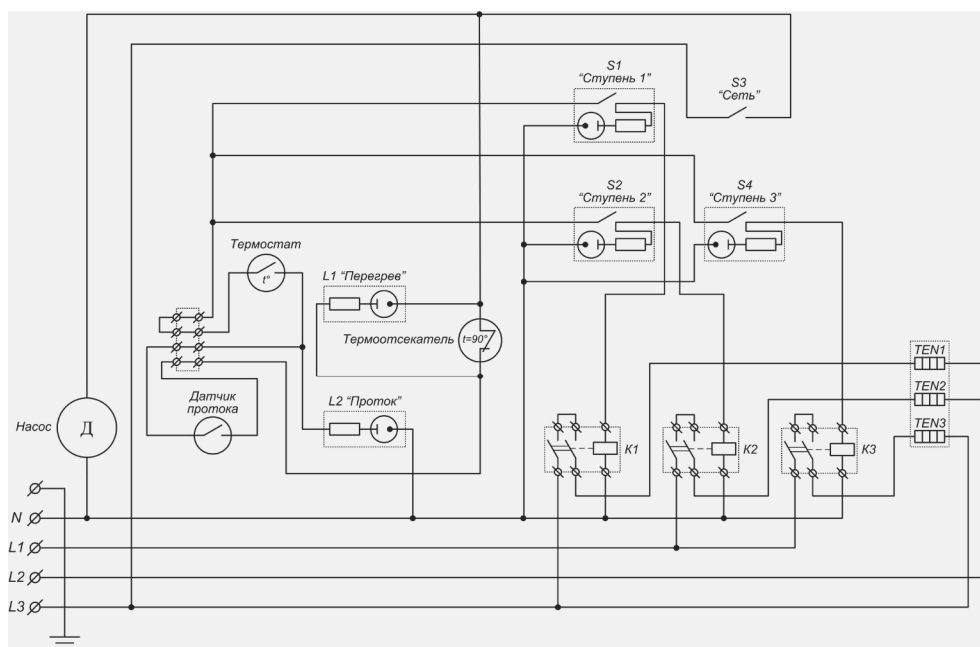 S1
“Ступень 1”
S3
“Сеть”
S2
“Ступень 2”
S4
“Ступень 3”
Термостат
t°
L1 “Перегрев”
Термоотсекатель
t=90°
TEN1
TEN2
TEN3
Датчик
протока
L2 “Проток”
Насос
Д
K1
K2
K3
N
L1
L2
L3